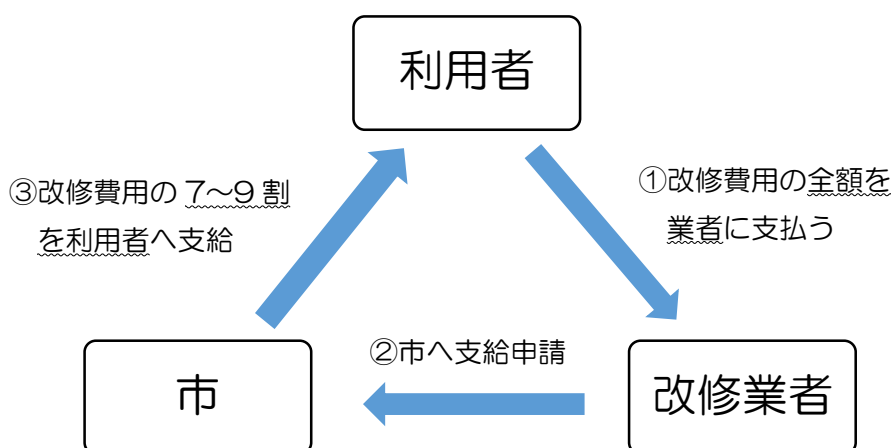 利用者
③改修費用の 7～9 割
を利用者へ支給
①改修費用の全額を
業者に支払う
②市へ支給申請
市
改修業者